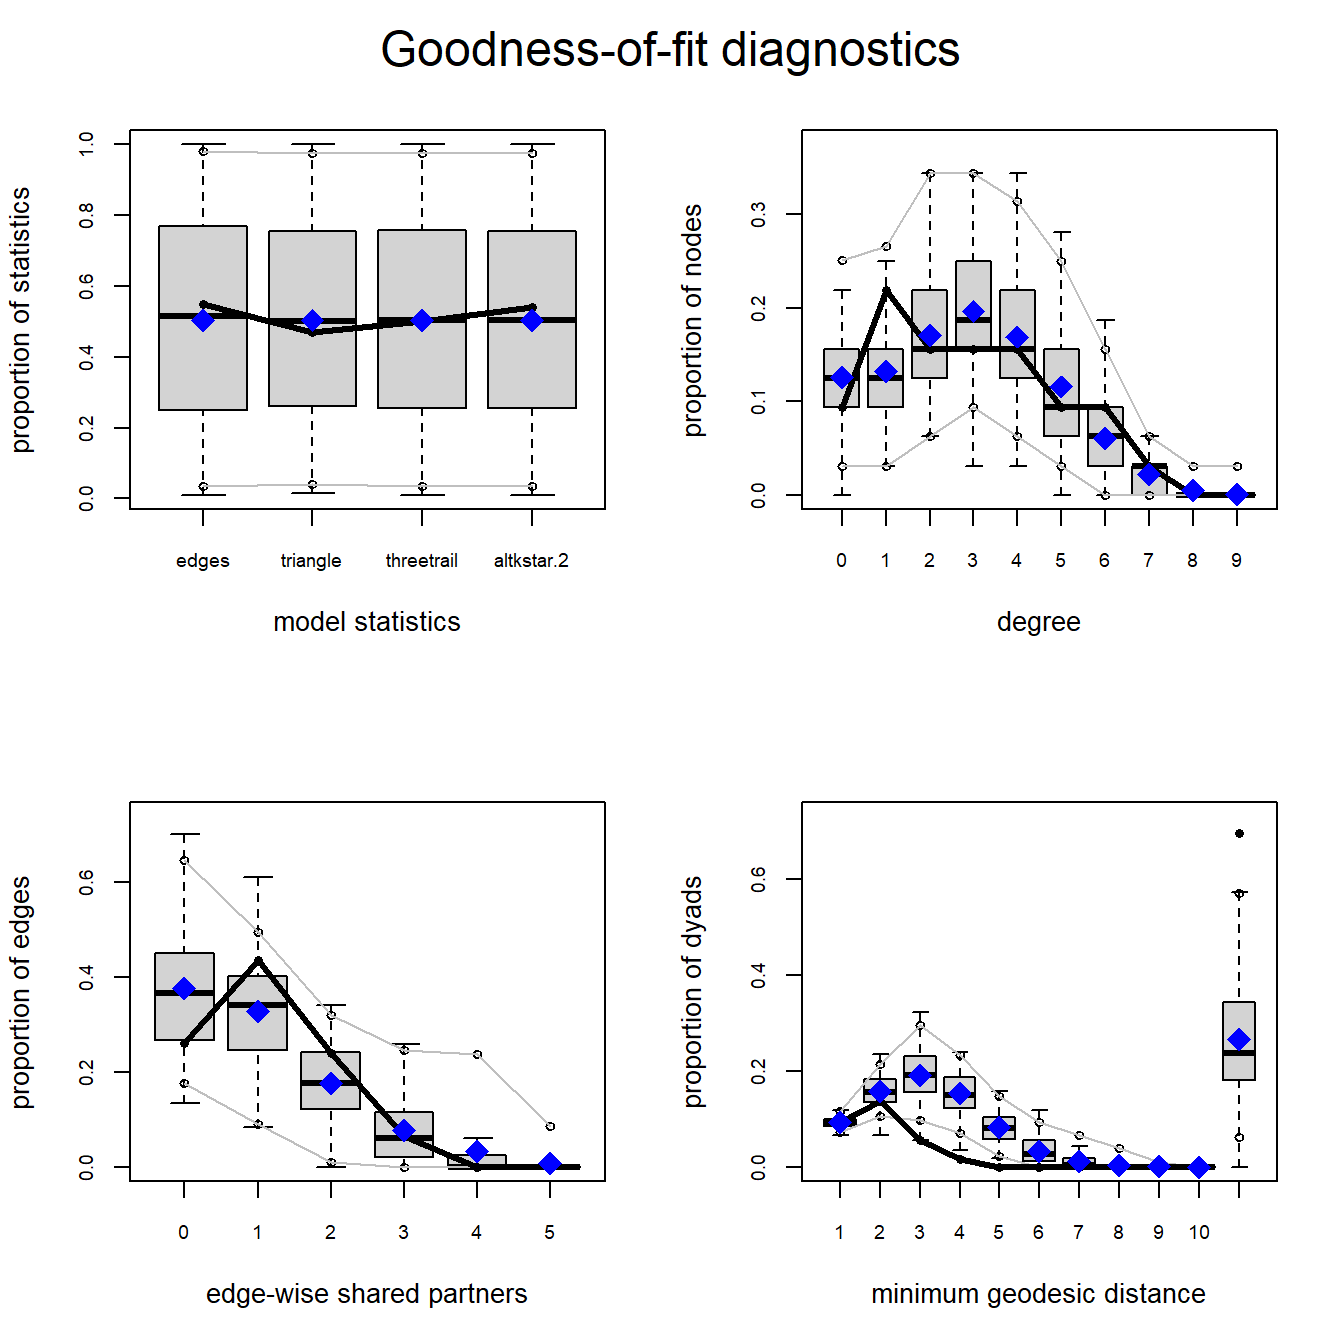 Goodness-of-fit diagnostics
proportion of statistics
0.0 0.2 0.4 0.6 0.8 1.0
edges triangle threetrail altkstar.2
model statistics
proportion of nodes
0.0 0.1 0.2 0.3
0 1 2 3 4 5 6 7 8 9
degree
proportion of edges
0.0 0.2 0.4 0.6
0 1 2 3 4 5
edge-wise shared partners
proportion of dyads
0.0 0.2 0.4 0.6
1 2 3 4 5 6 7 8 9 10
minimum geodesic distance